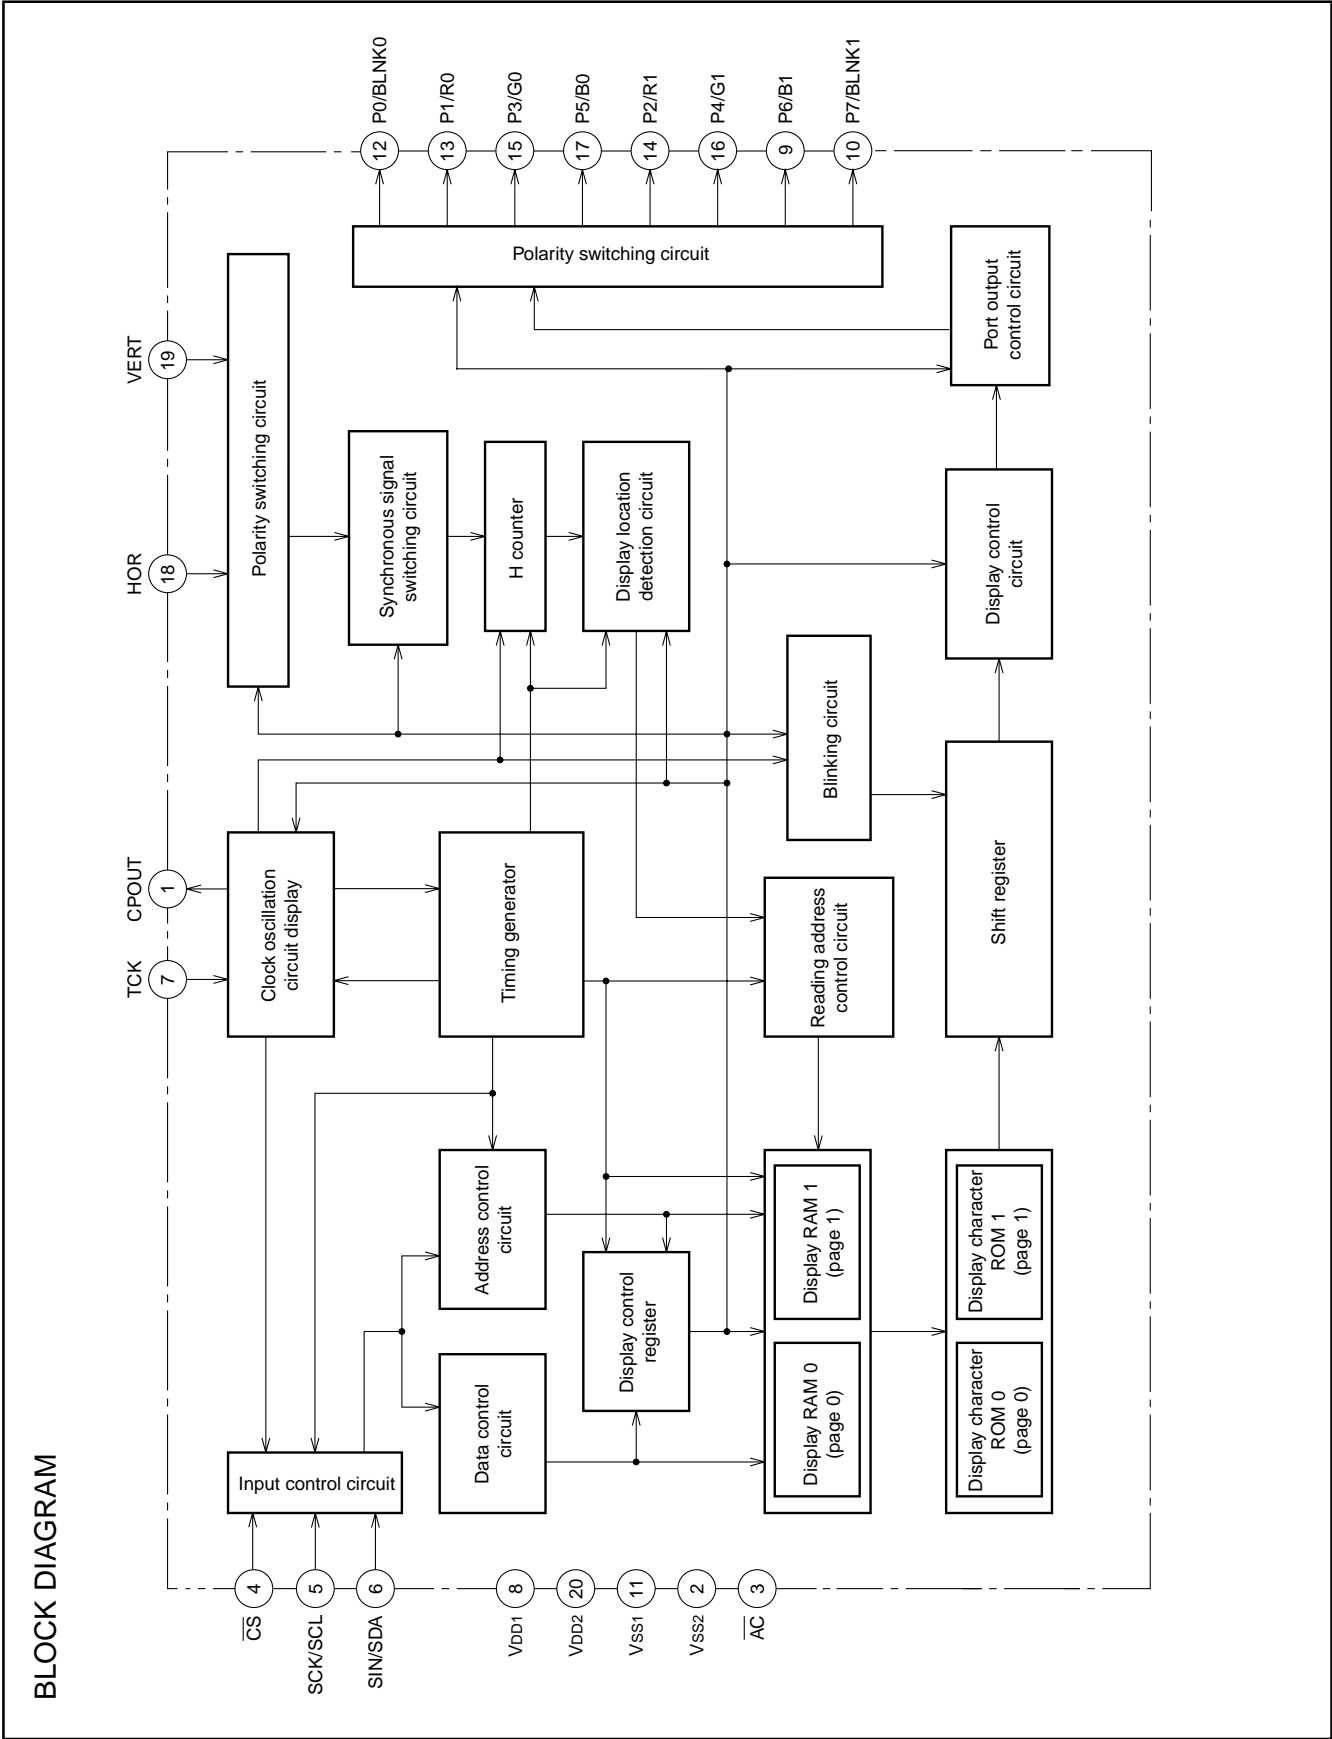 BLOCK DIAGRAM
TCK
7
CPOUT
1
HOR
18
VERT
19
CS
4
SCK/SCL
5
SIN/SDA
6
VDD1
8
VDD2
20
VSS1
11
VSS2
2
AC
3
Input control circuit
Clock oscillation
circuit display
Polarity switching circuit
Data control
circuit
Address control
circuit
Timing generator
Synchronous signal
switching circuit
H counter
Display location
detection circuit
Display control
register
Display RAM 0
(page 0)
Display RAM 1
(page 1)
Reading address
control circuit
Blinking circuit
Display character
ROM 0
(page 0)
Display character
ROM 1
(page 1)
Shift register
Display control
circuit
Port output
control circuit
Polarity switching circuit
12
P0/BLNK0
13
P1/R0
15
P3/G0
17
P5/B0
14
P2/R1
16
P4/G1
9
P6/B1
10
P7/BLNK1